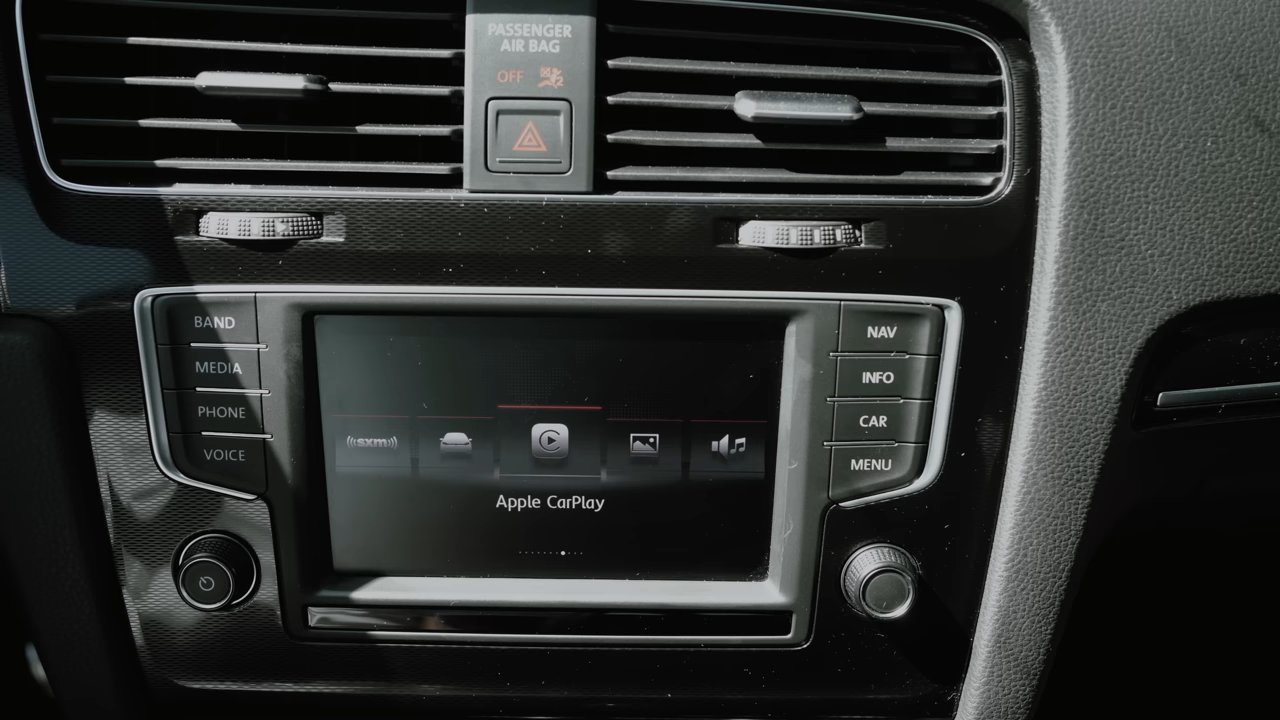 PASSENGER
AIR BAG
OFF
BAND
MEDIA
PHONE
VOICE
((sxm))
Apple CarPlay
NAV
INFO
CAR
MENU